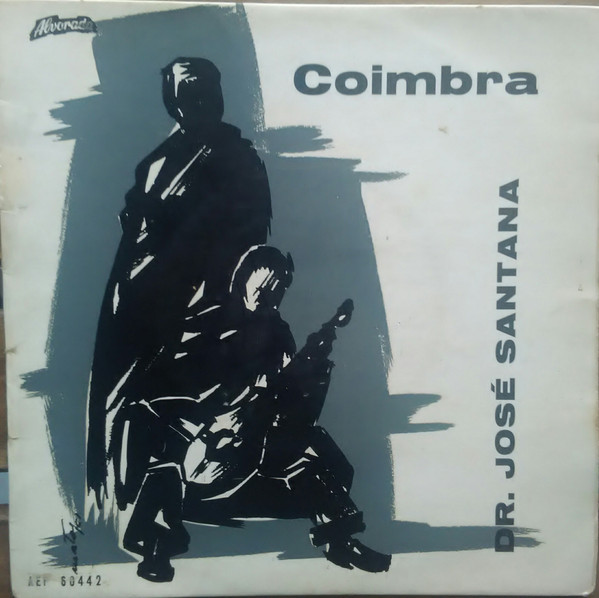 Alvorada
Coimbra
DR. JOSÉ SANTANA
AEP 60442